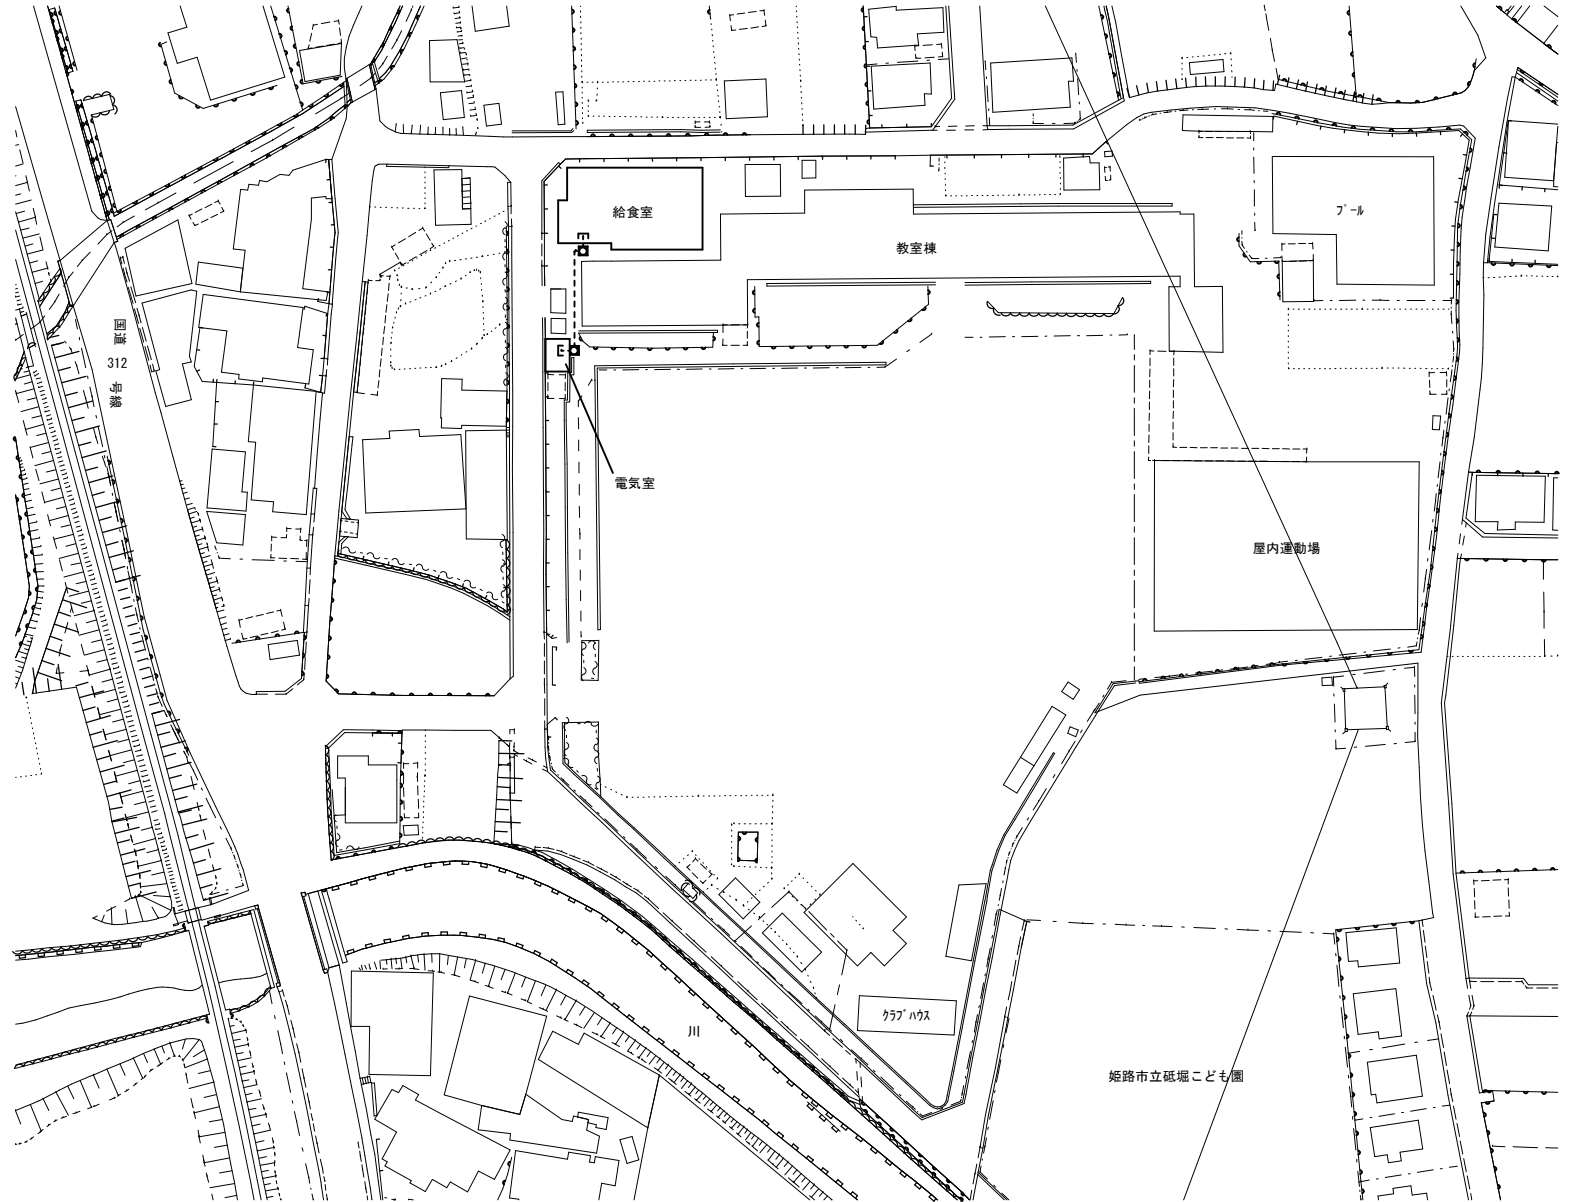 給食室
プール
教室棟
国道 312 号線
電気室
屋内運動場
クラブハウス
川
姫路市立砥堀こども園
E
E